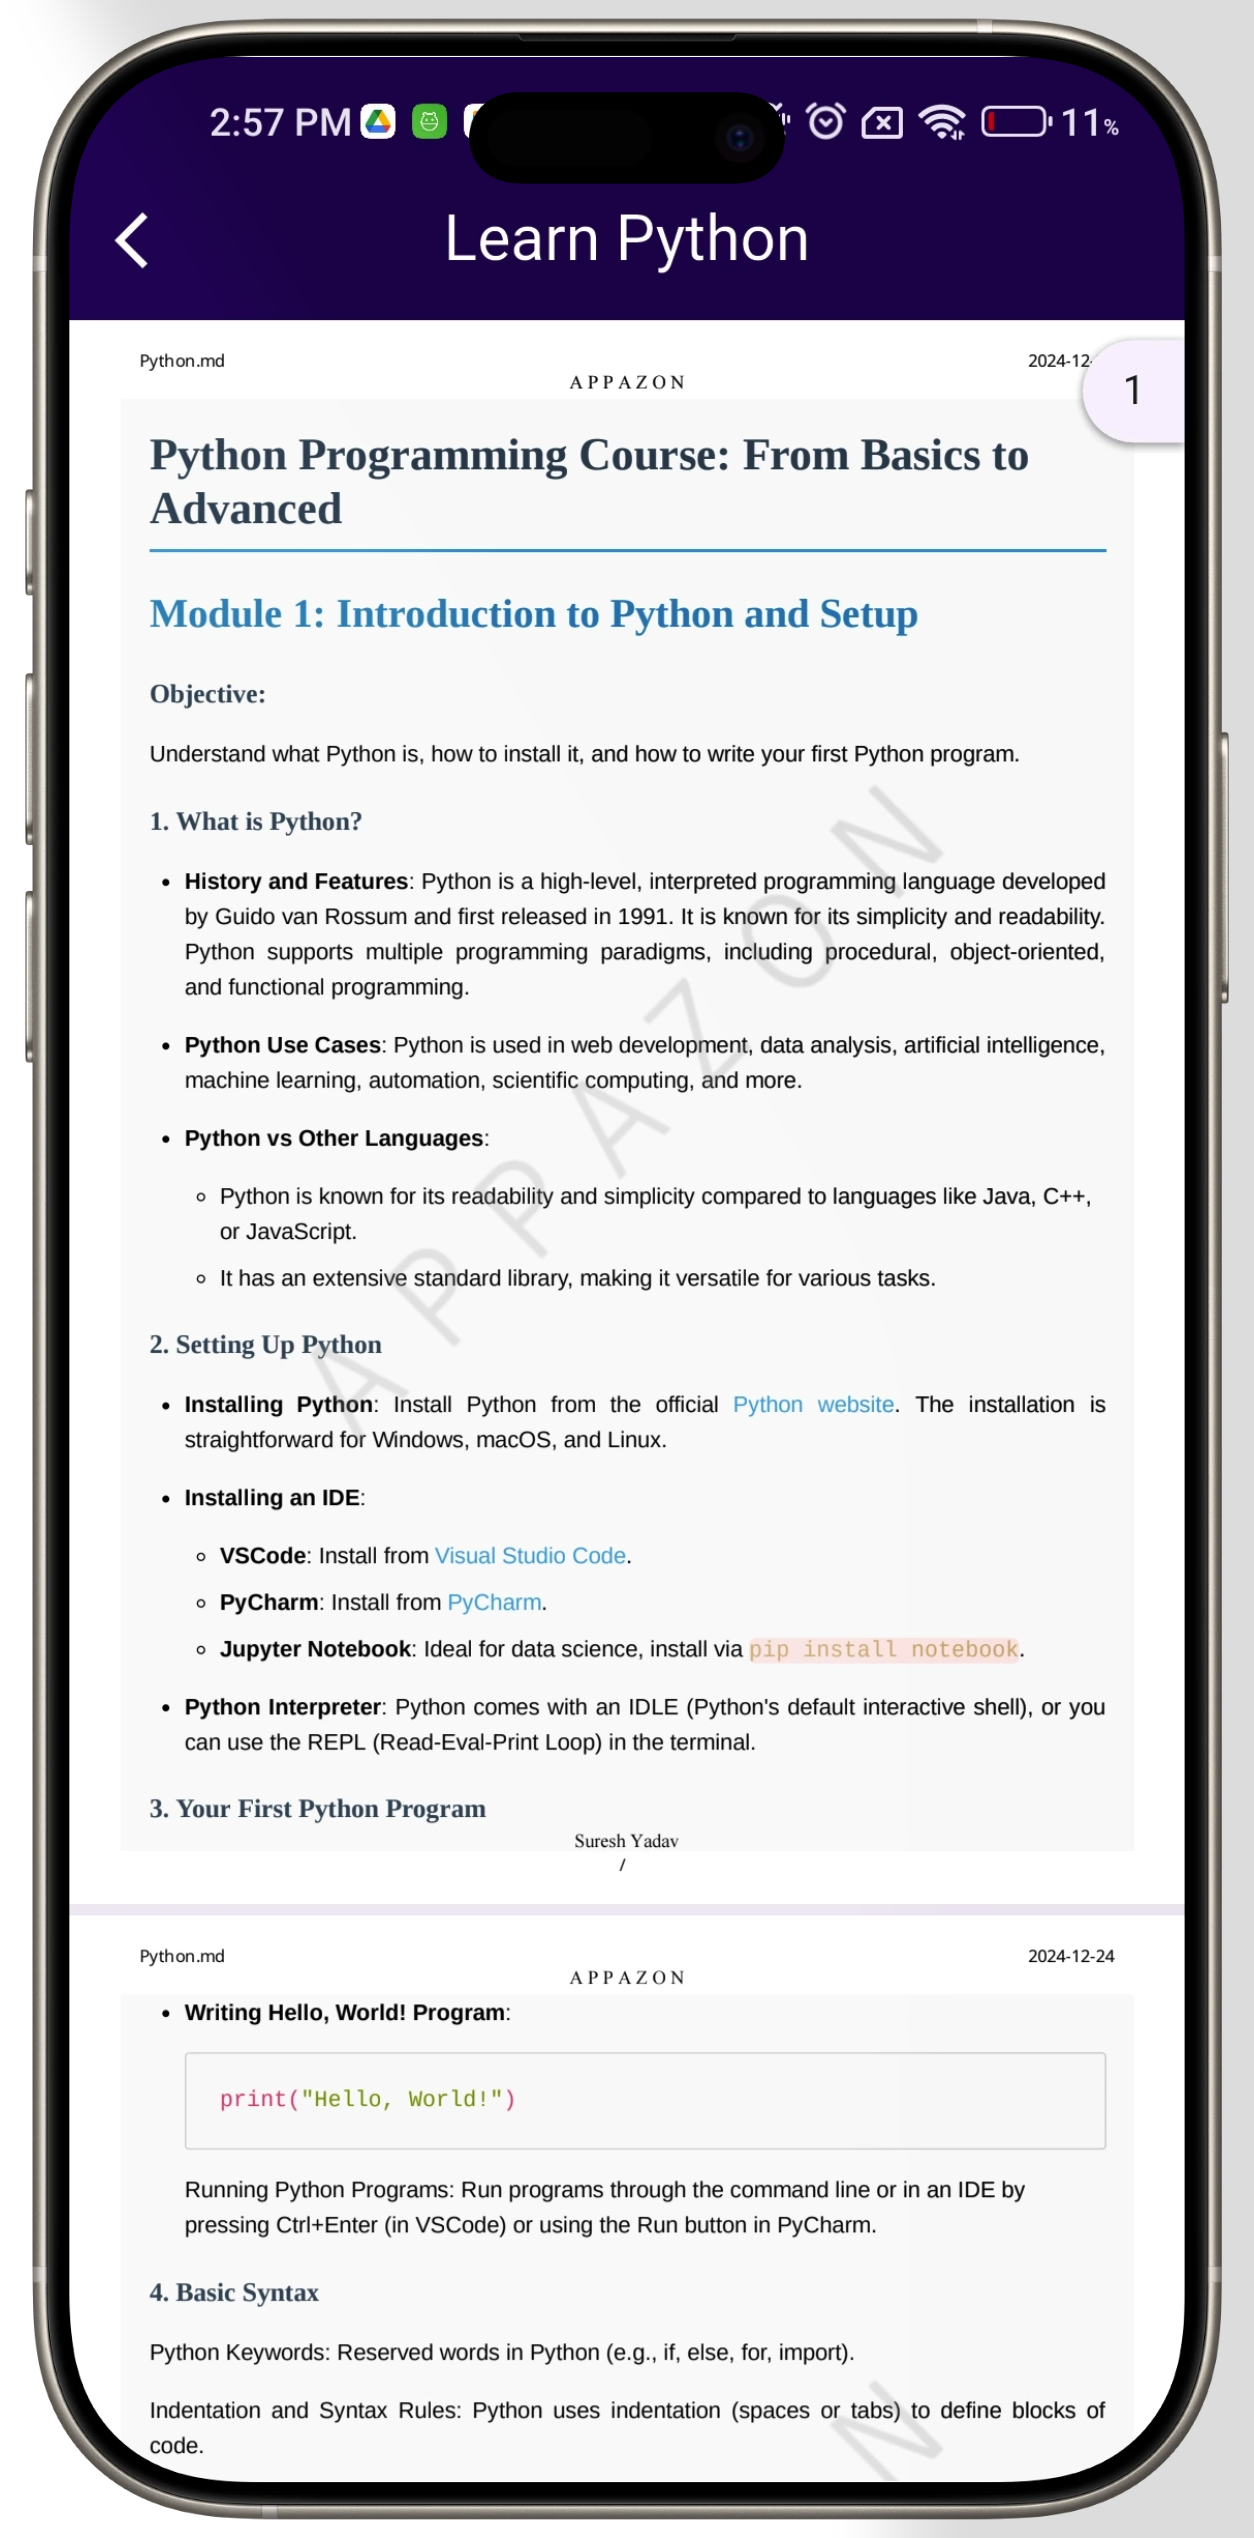 2:57 PM
11%
Learn Python
Python.md
2024-12-
APPAZON
1
Python Programming Course: From Basics to
Advanced
Module 1: Introduction to Python and Setup
Objective:
Understand what Python is, how to install it, and how to write your first Python program.
1. What is Python?
• History and Features: Python is a high-level, interpreted programming language developed
by Guido van Rossum and first released in 1991. It is known for its simplicity and readability.
Python supports multiple programming paradigms, including procedural, object-oriented,
and functional programming.
• Python Use Cases: Python is used in web development, data analysis, artificial intelligence,
machine learning, automation, scientific computing, and more.
• Python vs Other Languages:
◦ Python is known for its readability and simplicity compared to languages like Java, C++,
or JavaScript.
◦ It has an extensive standard library, making it versatile for various tasks.
2. Setting Up Python
• Installing Python: Install Python from the official Python website. The installation is
straightforward for Windows, macOS, and Linux.
• Installing an IDE:
◦ VSCode: Install from Visual Studio Code.
◦ PyCharm: Install from PyCharm.
◦ Jupyter Notebook: Ideal for data science, install via pip install notebook.
• Python Interpreter: Python comes with an IDLE (Python's default interactive shell), or you
can use the REPL (Read-Eval-Print Loop) in the terminal.
3. Your First Python Program
APPAZON
Suresh Yadav
/
Python.md
2024-12-24
APPAZON
• Writing Hello, World! Program:
print("Hello, World!")
Running Python Programs: Run programs through the command line or in an IDE by
pressing Ctrl+Enter (in VSCode) or using the Run button in PyCharm.
4. Basic Syntax
Python Keywords: Reserved words in Python (e.g., if, else, for, import).
Indentation and Syntax Rules: Python uses indentation (spaces or tabs) to define blocks of
code.
N